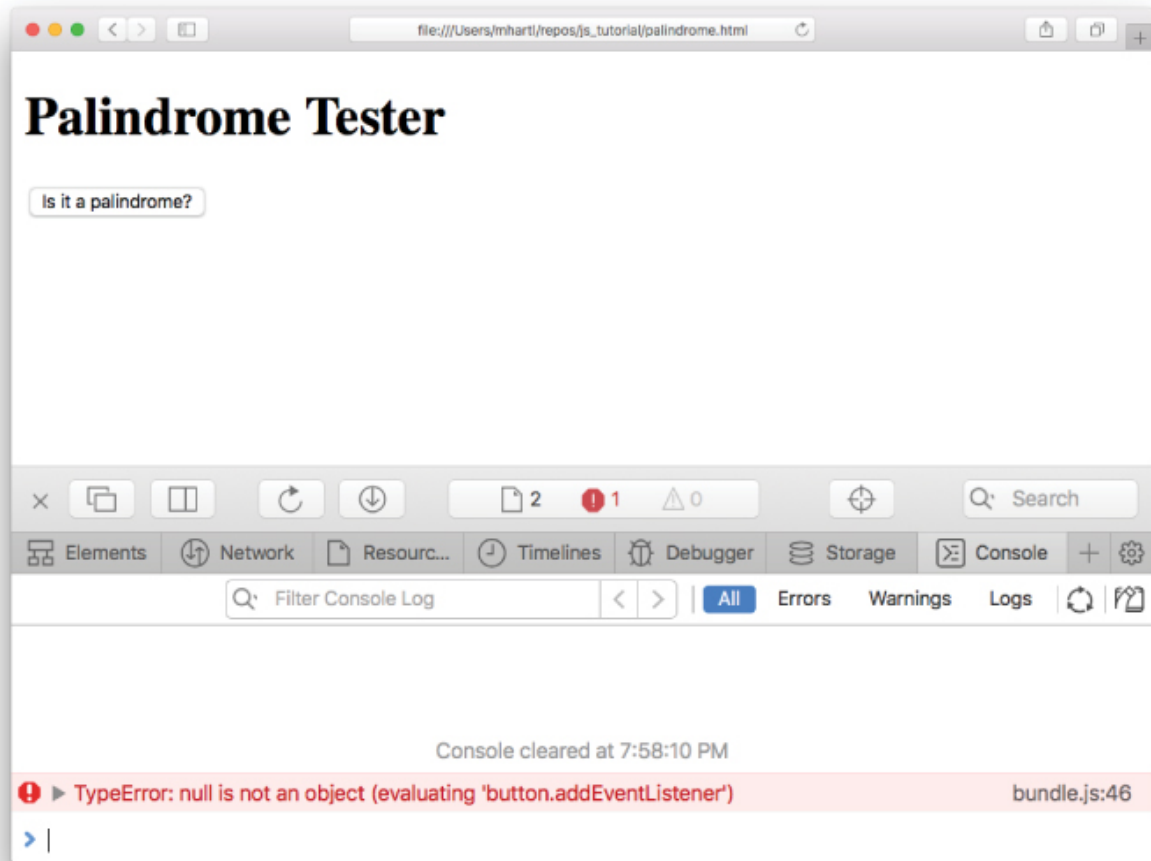 file:///Users/mhartl/repos/js_tutorial/palindrome.html
Palindrome Tester
Is it a palindrome?
2 1 0 Search
Elements Network Resourc... Timelines Debugger Storage Console
Filter Console Log All Errors Warnings Logs
Console cleared at 7:58:10 PM
TypeError: null is not an object (evaluating 'button.addEventListener') bundle.js:46